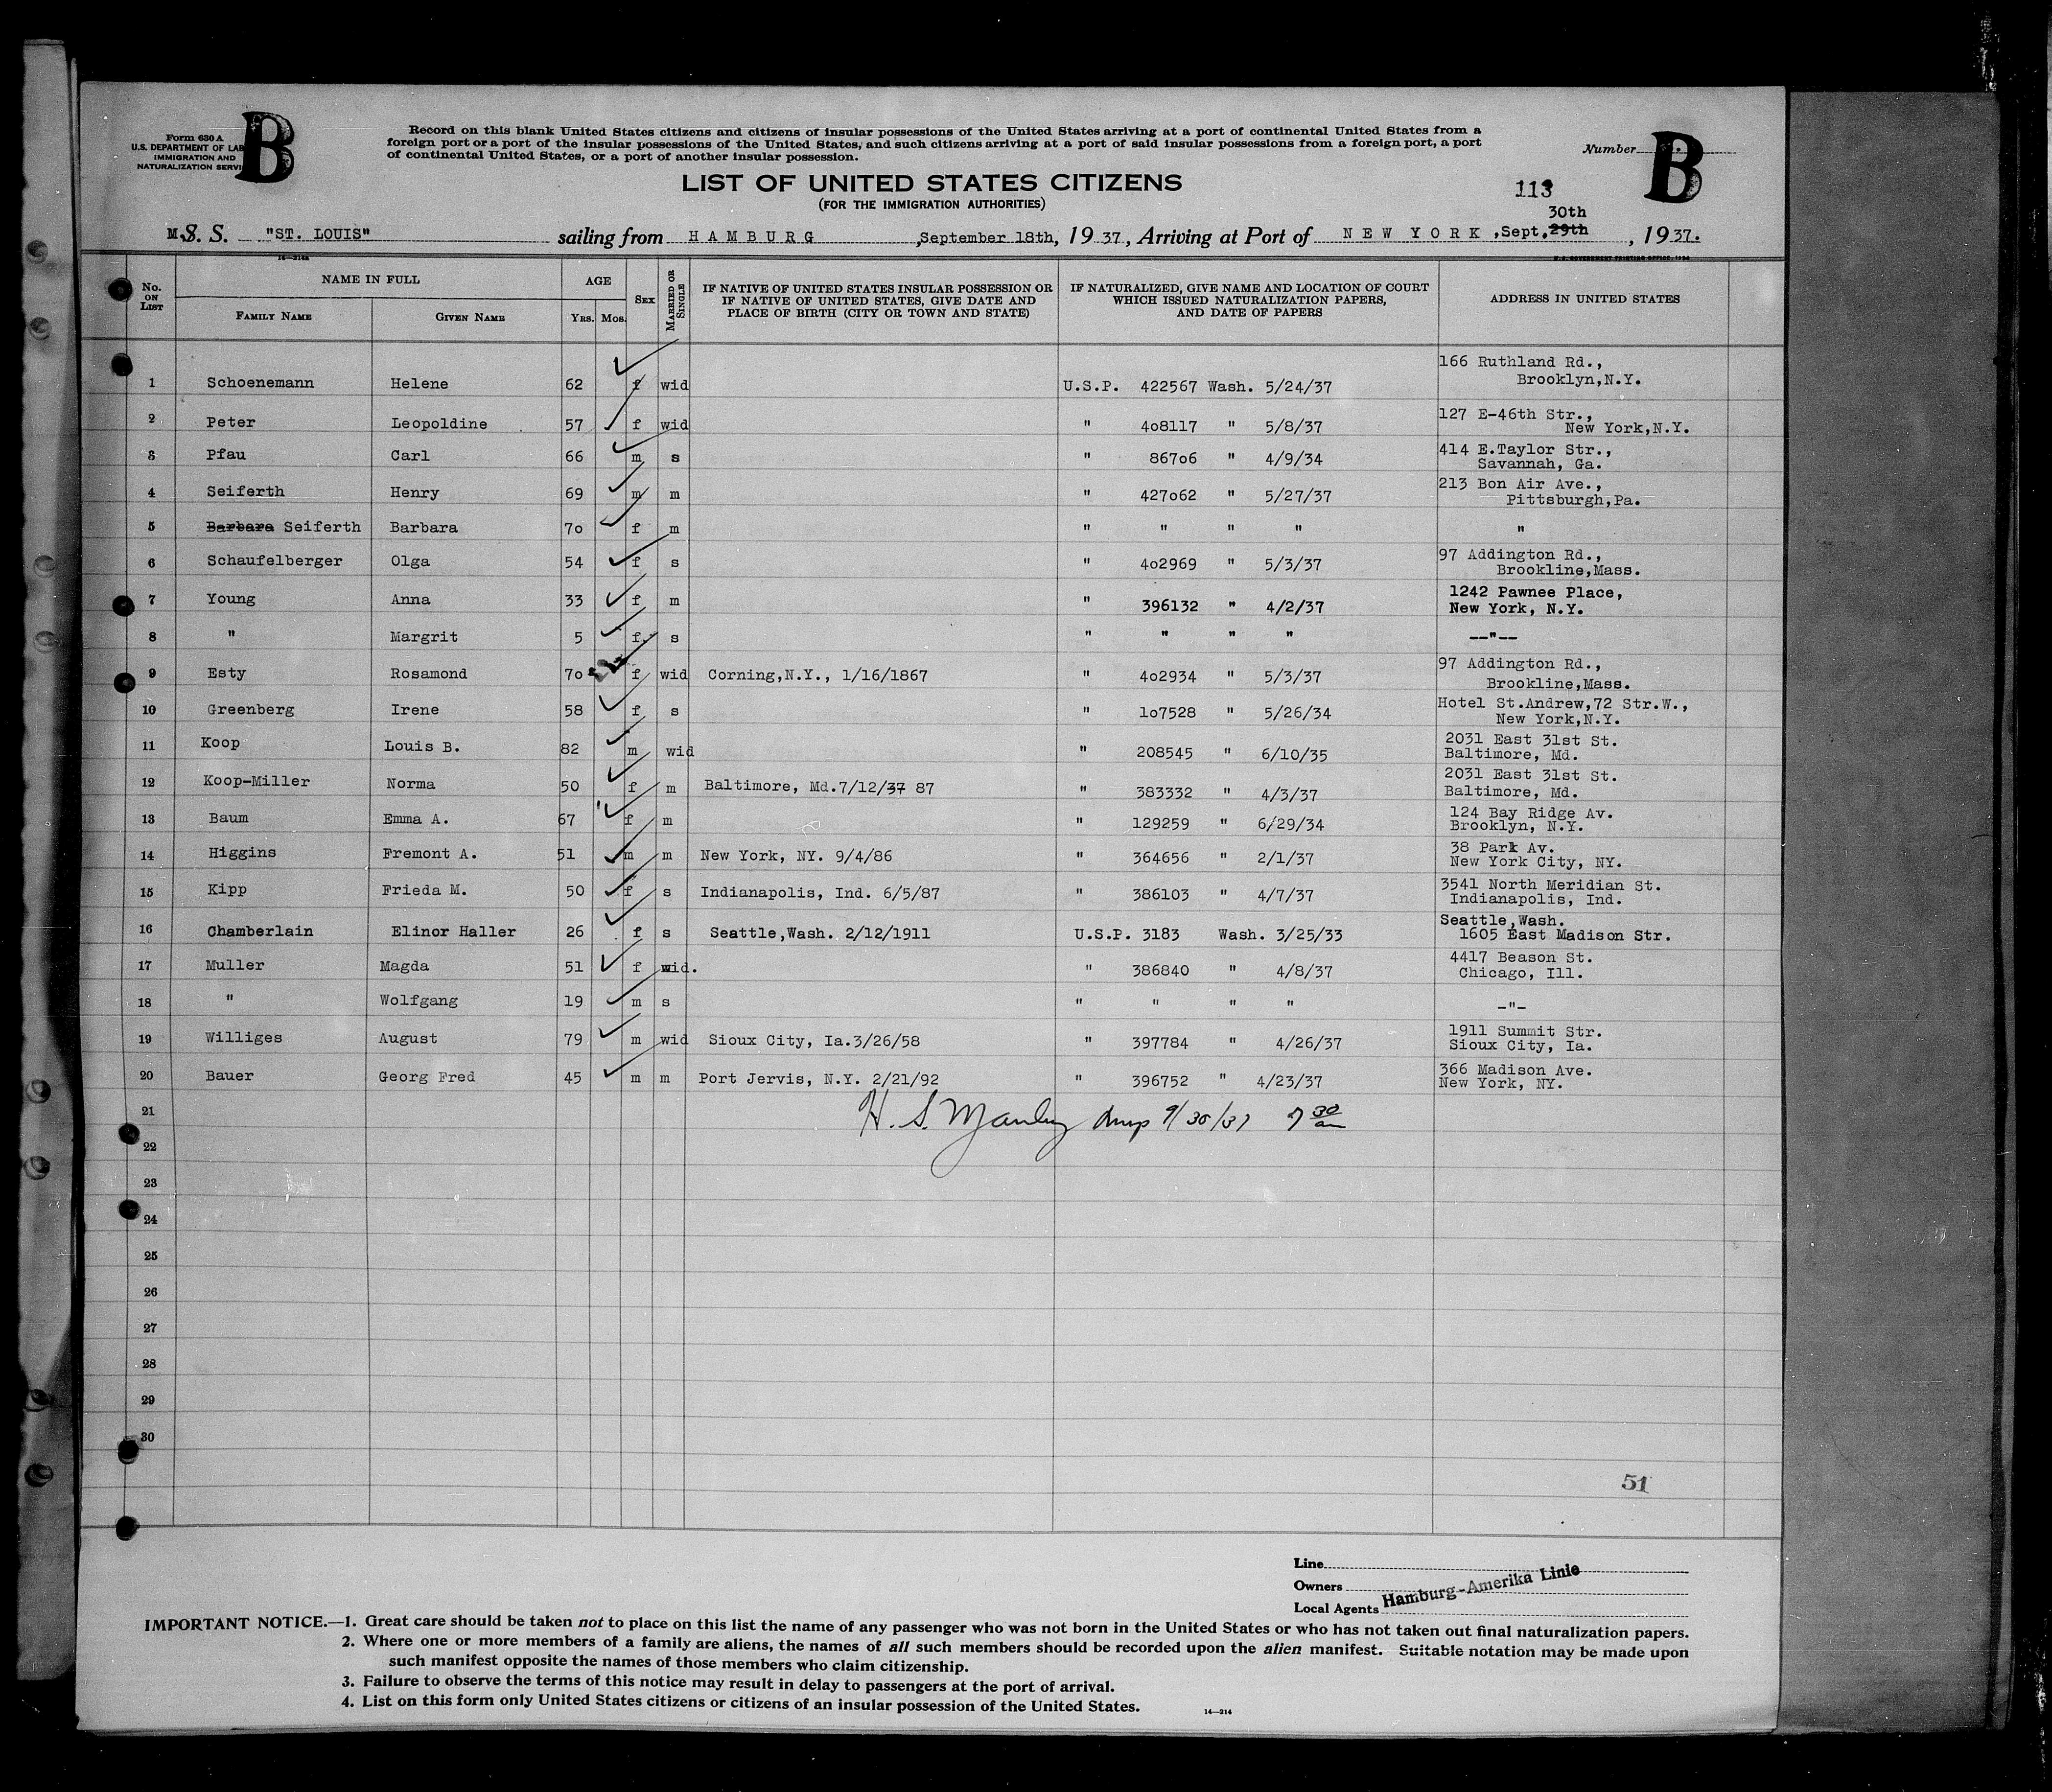 Form 630 A
U.S. DEPARTMENT OF LAB
IMMIGRATION AND
NATURALIZATION SERVI
B
Record on this blank United States citizens and citizens of insular possessions of the United States arriving at a port of continental United States from a
foreign port or a port of the insular possessions of the United States, and such citizens arriving at a port of said insular possessions from a foreign port, a port
of continental United States, or a port of another insular possession.
Number B
LIST OF UNITED STATES CITIZENS
(FOR THE IMMIGRATION AUTHORITIES)
113
30th
M.S. S. "ST. LOUIS" sailing from HAMBURG ,September 18th, 1937, Arriving at Port of NEW YORK ,Sept. 29th , 1937.
14—214a
No. ON LIST NAME IN FULL AGE SEX MARRIED OR SINGLE IF NATIVE OF UNITED STATES INSULAR POSSESSION OR IF NATIVE OF UNITED STATES, GIVE DATE AND PLACE OF BIRTH (CITY OR TOWN AND STATE) IF NATURALIZED, GIVE NAME AND LOCATION OF COURT WHICH ISSUED NATURALIZATION PAPERS, AND DATE OF PAPERS ADDRESS IN UNITED STATES
FAMILY NAME GIVEN NAME YRS. MOS.
1 Schoenemann Helene 62 f wid U.S.P. 422567 Wash. 5/24/37 166 Ruthland Rd., Brooklyn,N.Y.
2 Peter Leopoldine 57 f wid " 4o8117 " 5/8/37 127 E-46th Str., New York,N.Y.
3 Pfau Carl 66 m s " 867o6 " 4/9/34 414 E.Taylor Str., Savannah, Ga.
4 Seiferth Henry 69 m m " 427o62 " 5/27/37 213 Bon Air Ave., Pittsburgh,Pa.
5 Barbara Seiferth Barbara 7o f m " " " " "
6 Schaufelberger Olga 54 f s " 4o2969 " 5/3/37 97 Addington Rd., Brookline,Mass.
7 Young Anna 33 f m " 396132 " 4/2/37 1242 Pawnee Place, New York, N.Y.
8 " Margrit 5 f s " " " " --"--
9 Esty Rosamond 7o f wid Corning,N.Y., 1/16/1867 " 4o2934 " 5/3/37 97 Addington Rd., Brookline,Mass.
10 Greenberg Irene 58 f s " 1o7528 " 5/26/34 Hotel St.Andrew,72 Str.W., New York,N.Y.
11 Koop Louis B. 82 m wid " 208545 " 6/10/35 2031 East 31st St. Baltimore, Md.
12 Koop-Miller Norma 50 f m Baltimore, Md.7/12/37 87 " 383332 " 4/3/37 2031 East 31st St. Baltimore, Md.
13 Baum Emma A. 67 f m " 129259 " 6/29/34 124 Bay Ridge Av. Brooklyn, N.Y.
14 Higgins Fremont A. 51 m m New York, NY. 9/4/86 " 364656 " 2/1/37 38 Park Av. New York City, NY.
15 Kipp Frieda M. 50 f s Indianapolis, Ind. 6/5/87 " 386103 " 4/7/37 3541 North Meridian St. Indianapolis, Ind.
16 Chamberlain Elinor Haller 26 f s Seattle,Wash. 2/12/1911 U.S.P. 3183 Wash. 3/25/33 Seattle,Wash. 1605 East Madison Str.
17 Muller Magda 51 f wid. " 386840 " 4/8/37 4417 Beason St. Chicago, Ill.
18 " Wolfgang 19 m s " " " " -"-
19 Williges August 79 m wid Sioux City, Ia.3/26/58 " 397784 " 4/26/37 1911 Summit Str. Sioux City, Ia.
20 Bauer Georg Fred 45 m m Port Jervis, N.Y. 2/21/92 " 396752 " 4/23/37 366 Madison Ave. New York, NY.
21 H. S. Manley 9/30/37 7 30 am
22
23
24
25
26
27
28
29
30
51
Line
Owners Hamburg-Amerika Linie
Local Agents
IMPORTANT NOTICE.—1. Great care should be taken not to place on this list the name of any passenger who was not born in the United States or who has not taken out final naturalization papers.
2. Where one or more members of a family are aliens, the names of all such members should be recorded upon the alien manifest. Suitable notation may be made upon
such manifest opposite the names of those members who claim citizenship.
3. Failure to observe the terms of this notice may result in delay to passengers at the port of arrival.
4. List on this form only United States citizens or citizens of an insular possession of the United States.
14—214